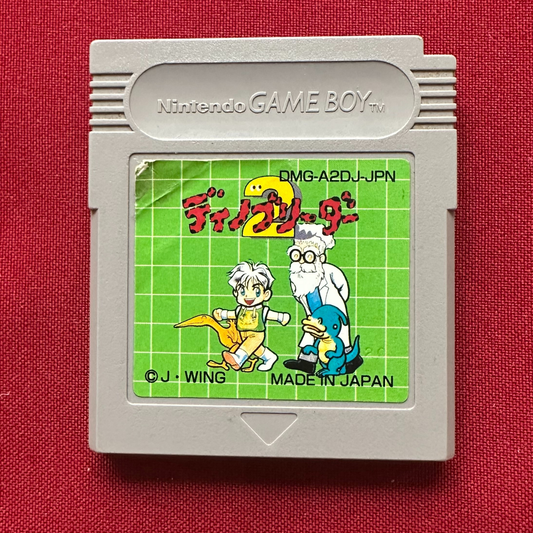 Nintendo GAME BOY TM
DMG-A2DJ-JPN
2
ディノブリーダー
©J・WING
MADE IN JAPAN